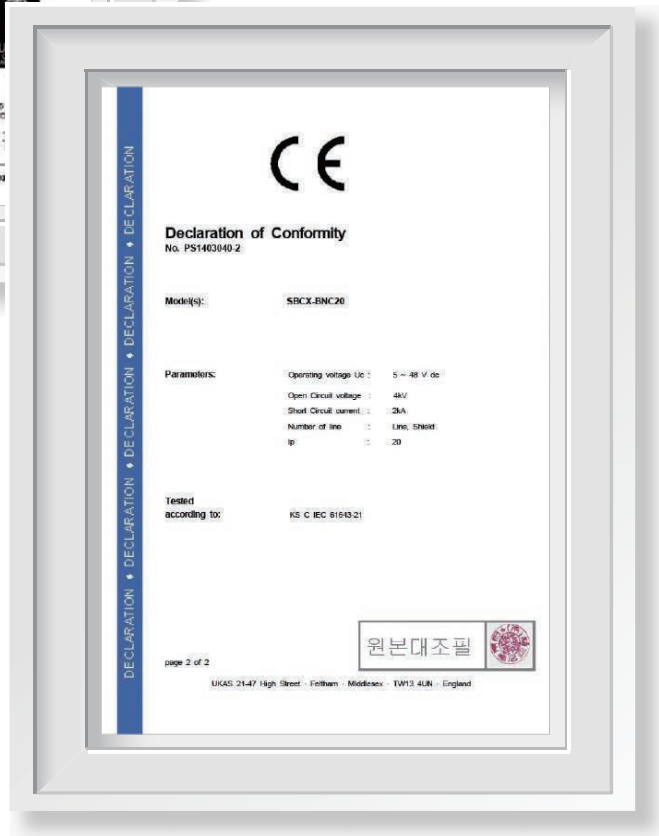 CE
Declaration of Conformity
No. PS1403040-2
Model(s): SBCX-BNC20
Parameters: Operating voltage Uc : 5 ~ 48 V dc
Open Circuit voltage : 4kV
Short Circuit current : 2kA
Number of line : Line, Shield
Ip : 20
Tested
according to: KS C IEC 61643-21
원본대조필
page 2 of 2
UKAS 21-47 High Street · Feltham · Middlesex · TW13 4UN · England
DECLARATION ♦ DECLARATION ♦ DECLARATION ♦ DECLARATION ♦ DECLARATION